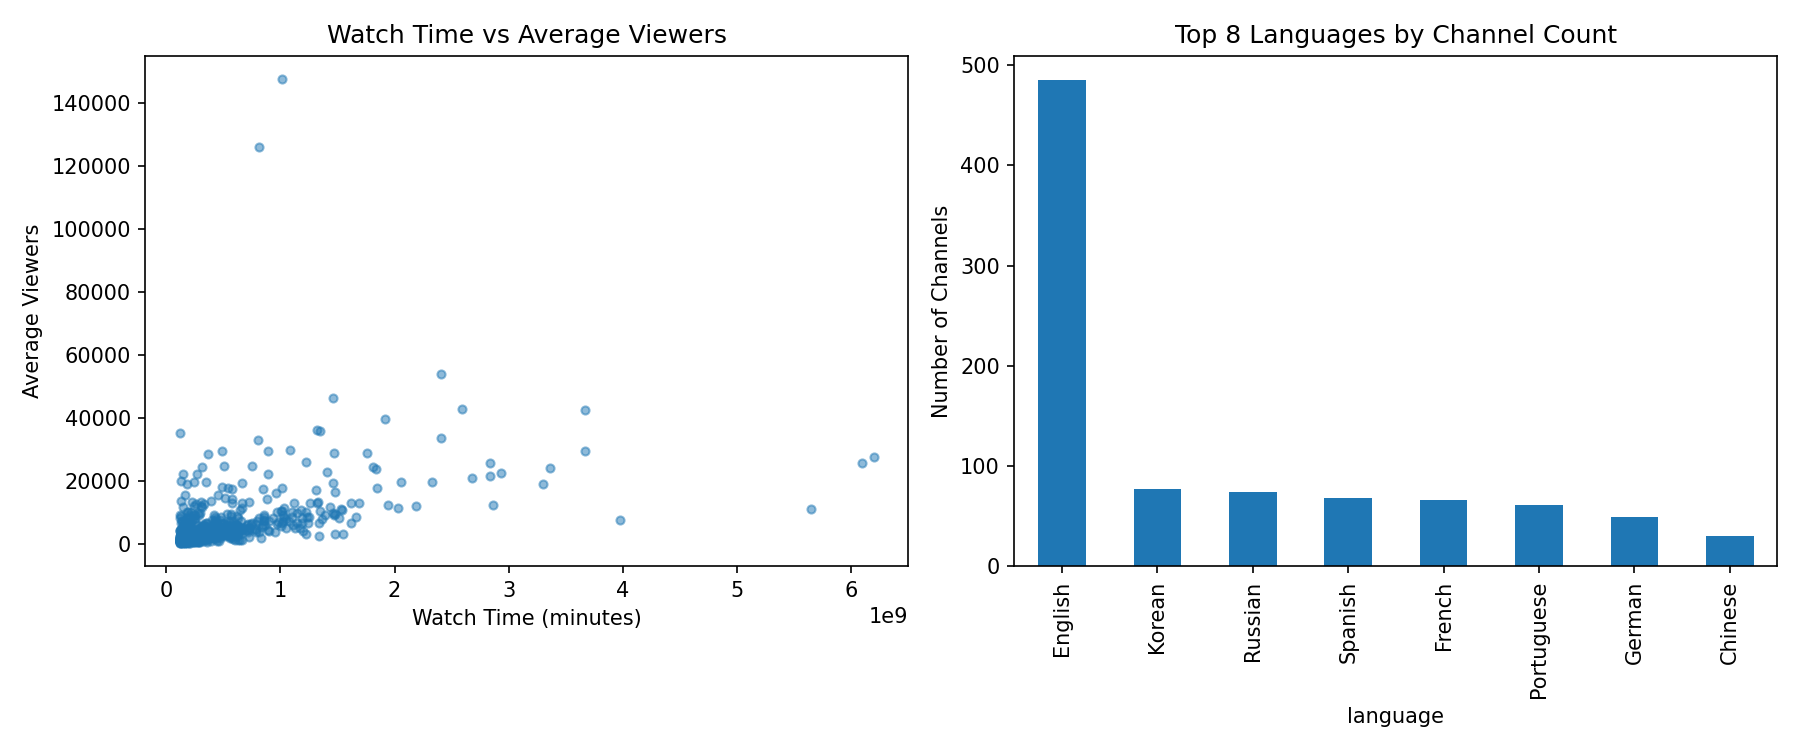 Watch Time vs Average Viewers
Average Viewers
140000
120000
100000
80000
60000
40000
20000
0
0 1 2 3 4 5 6
1e9
Watch Time (minutes)
Top 8 Languages by Channel Count
Number of Channels
500
400
300
200
100
0
English
Korean
Russian
Spanish
French
Portuguese
German
Chinese
language